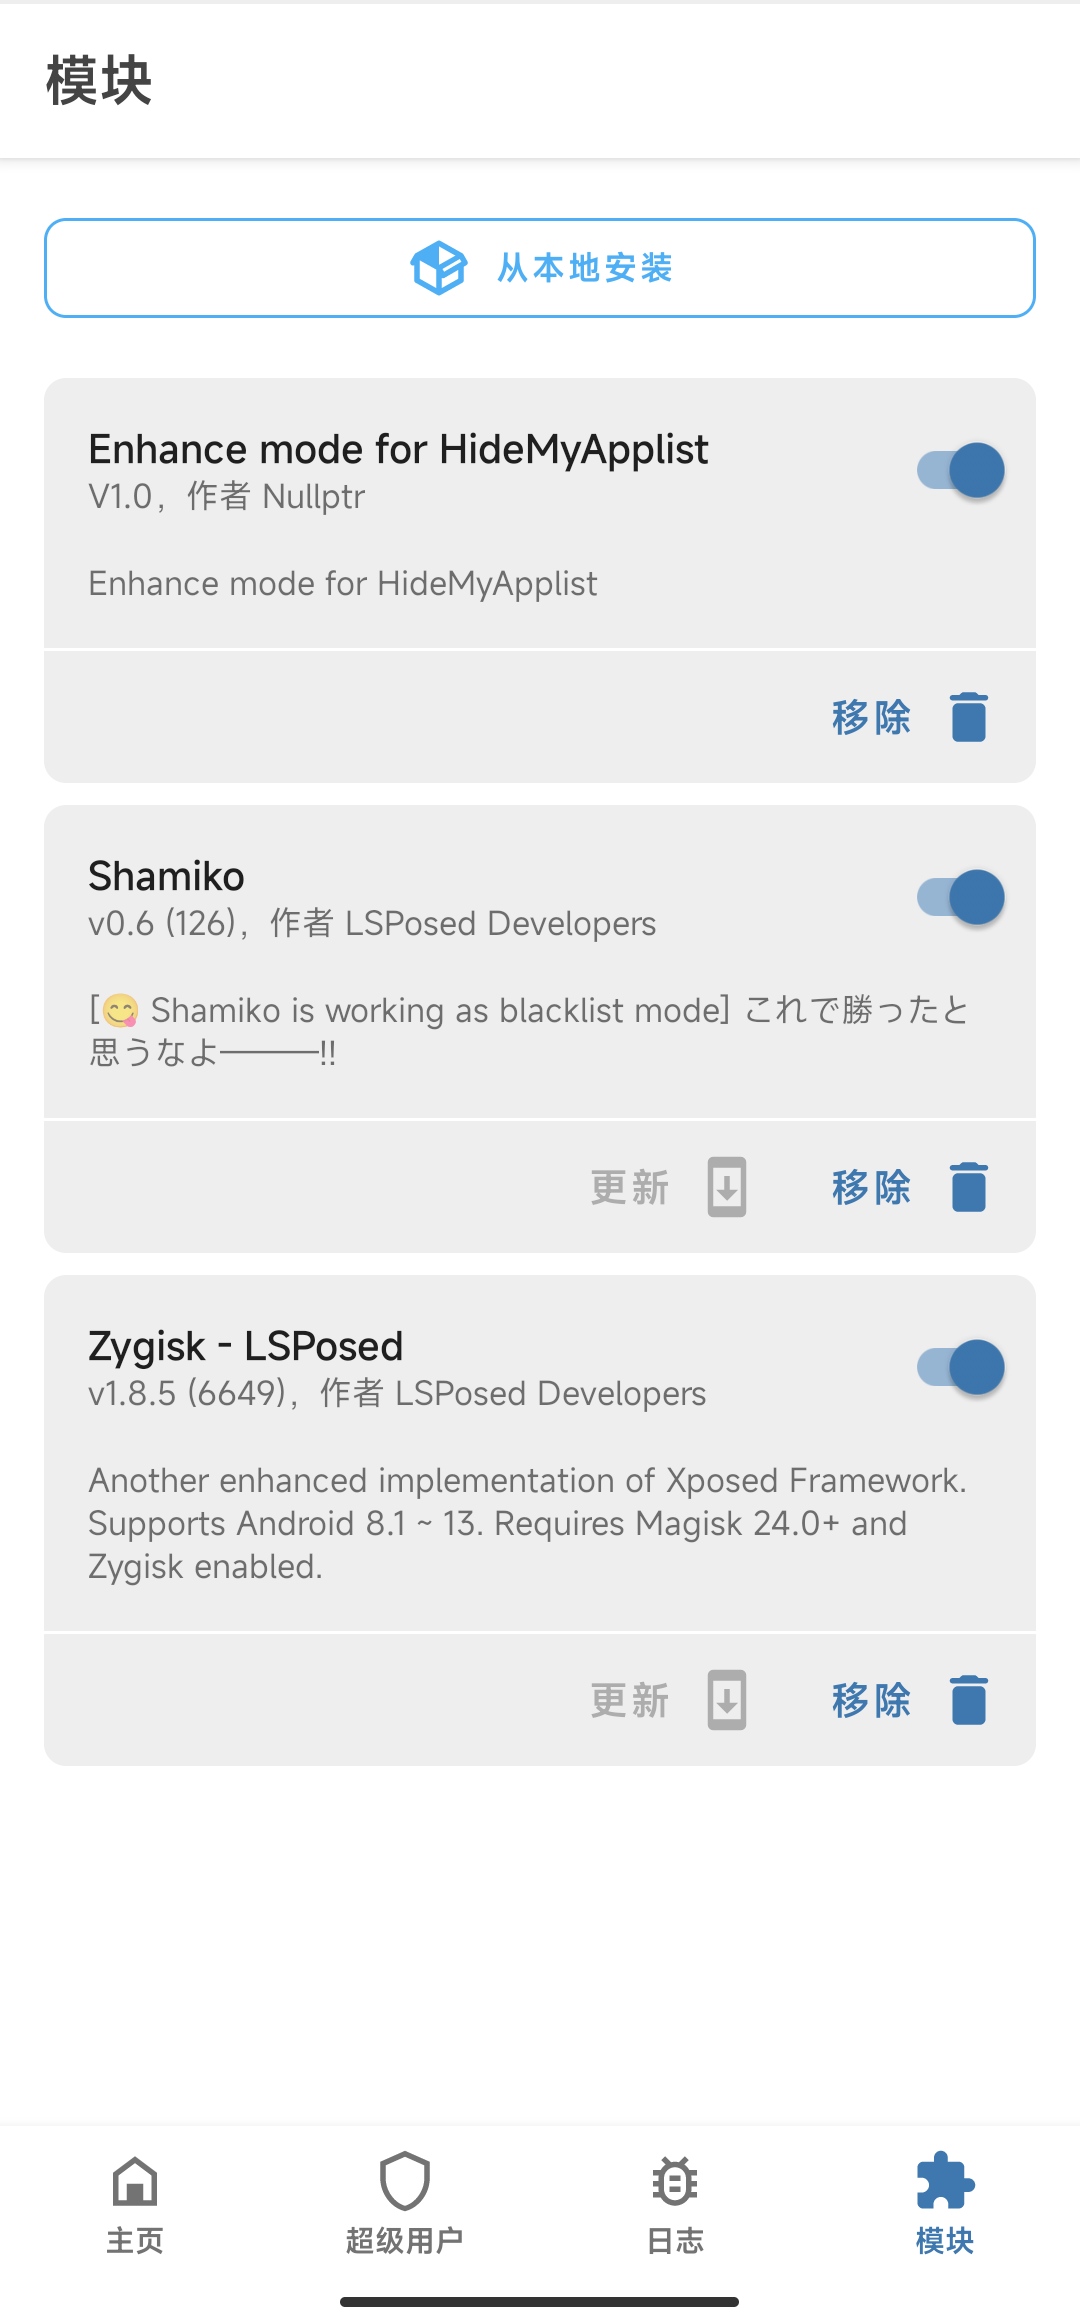 模块
从本地安装
Enhance mode for HideMyApplist
V1.0，作者 Nullptr
Enhance mode for HideMyApplist
移除
Shamiko
v0.6 (126)，作者 LSPosed Developers
[😋 Shamiko is working as blacklist mode] これで勝ったと
思うなよ―――!!
更新 移除
Zygisk - LSPosed
v1.8.5 (6649)，作者 LSPosed Developers
Another enhanced implementation of Xposed Framework.
Supports Android 8.1 ~ 13. Requires Magisk 24.0+ and
Zygisk enabled.
更新 移除
主页 超级用户 日志 模块